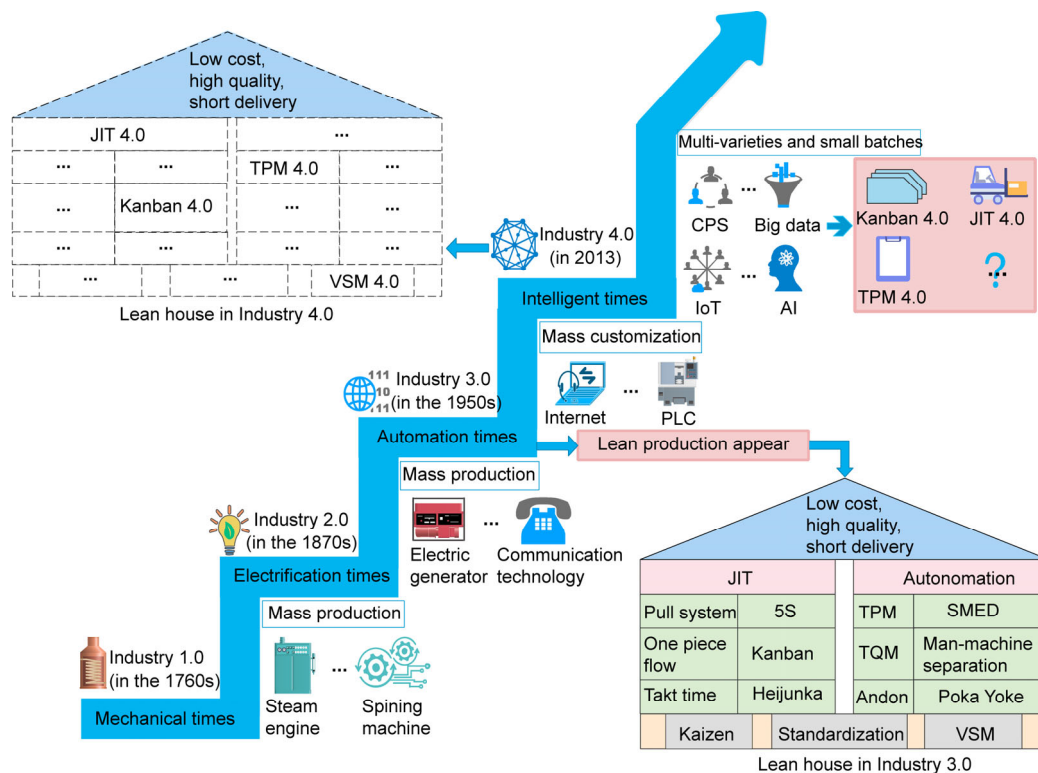 Low cost,
high quality,
short delivery
JIT 4.0
...
...
...
TPM 4.0
...
...
Kanban 4.0
...
...
...
...
...
...
...
...
VSM 4.0
Lean house in Industry 4.0
Industry 4.0
(in 2013)
Intelligent times
Multi-varieties and small batches
CPS
...
Big data
IoT
...
AI
Kanban 4.0
JIT 4.0
TPM 4.0
?
...
Mass customization
Internet
...
PLC
111
10
111
Industry 3.0
(in the 1950s)
Automation times
Lean production appear
Mass production
Electric
generator
...
Communication
technology
Industry 2.0
(in the 1870s)
Electrification times
Mass production
Steam
engine
...
Spining
machine
Industry 1.0
(in the 1760s)
Mechanical times
Low cost,
high quality,
short delivery
JIT
Autonomation
Pull system
5S
TPM
SMED
One piece
flow
Kanban
TQM
Man-machine
separation
Takt time
Heijunka
Andon
Poka Yoke
Kaizen
Standardization
VSM
Lean house in Industry 3.0